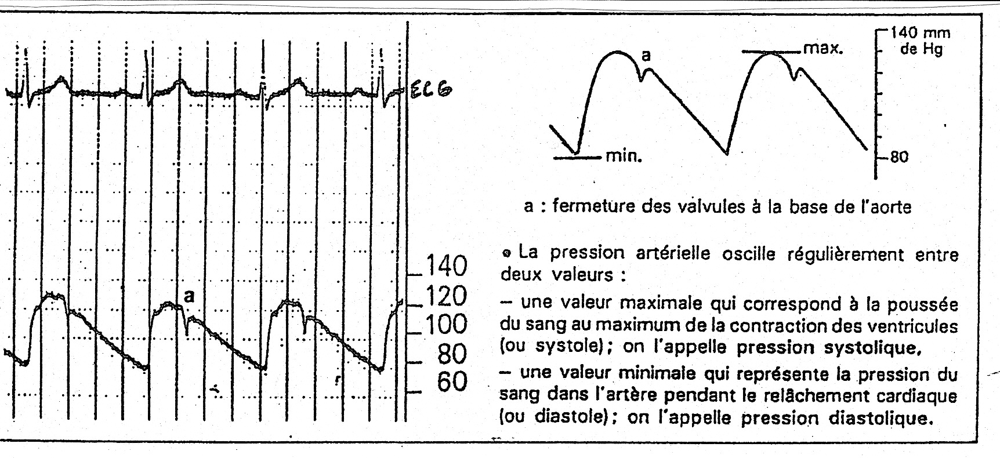 ECG
a
140
120
100
80
60
a
max.
min.
140 mm
de Hg
80
a : fermeture des valvules à la base de l'aorte
• La pression artérielle oscille régulièrement entre
deux valeurs :
– une valeur maximale qui correspond à la poussée
du sang au maximum de la contraction des ventricules
(ou systole) ; on l'appelle pression systolique.
– une valeur minimale qui représente la pression du
sang dans l'artère pendant le relâchement cardiaque
(ou diastole) ; on l'appelle pression diastolique.